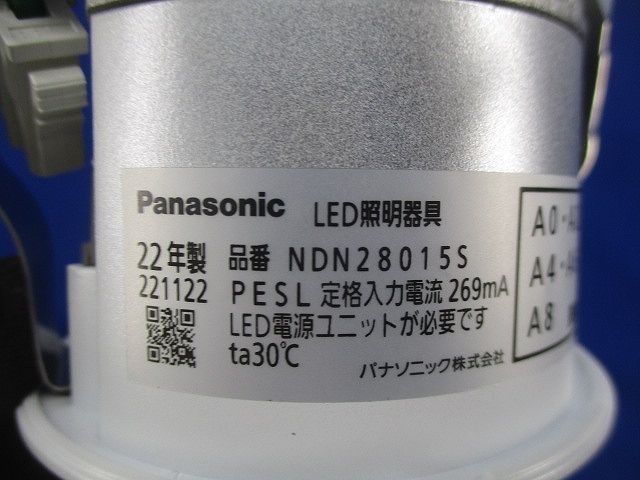 Panasonic LED照明器具
22年製 品番 NDN28015S
221122 PESL 定格入力電流 269mA
LED電源ユニットが必要です
ta30℃
パナソニック株式会社
A0・
A4・
A8